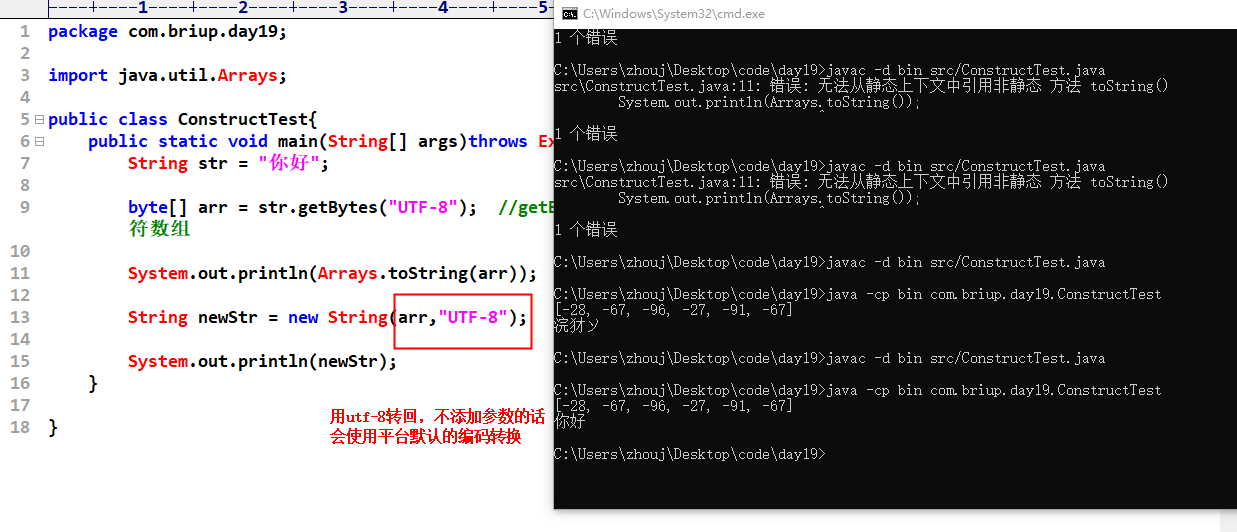 1 2 3 4 5
1 package com.briup.day19;
2
3 import java.util.Arrays;
4
5 public class ConstructTest{
6 public static void main(String[] args)throws Ex
7 String str = "你好";
8
9 byte[] arr = str.getBytes("UTF-8"); //getB
符数组
10
11 System.out.println(Arrays.toString(arr));
12
13 String newStr = new String(arr,"UTF-8");
14
15 System.out.println(newStr);
16 }
17
18 }
用utf-8转回，不添加参数的话
会使用平台默认的编码转换
C:\Windows\System32\cmd.exe
1 个错误
C:\Users\zhouj\Desktop\code\day19>javac -d bin src/ConstructTest.java
src\ConstructTest.java:11: 错误: 无法从静态上下文中引用非静态 方法 toString()
System.out.println(Arrays.toString());
^
1 个错误
C:\Users\zhouj\Desktop\code\day19>javac -d bin src/ConstructTest.java
src\ConstructTest.java:11: 错误: 无法从静态上下文中引用非静态 方法 toString()
System.out.println(Arrays.toString());
^
1 个错误
C:\Users\zhouj\Desktop\code\day19>javac -d bin src/ConstructTest.java
C:\Users\zhouj\Desktop\code\day19>java -cp bin com.briup.day19.ConstructTest
[-28, -67, -96, -27, -91, -67]
浣犲ソ
C:\Users\zhouj\Desktop\code\day19>javac -d bin src/ConstructTest.java
C:\Users\zhouj\Desktop\code\day19>java -cp bin com.briup.day19.ConstructTest
[-28, -67, -96, -27, -91, -67]
你好
C:\Users\zhouj\Desktop\code\day19>